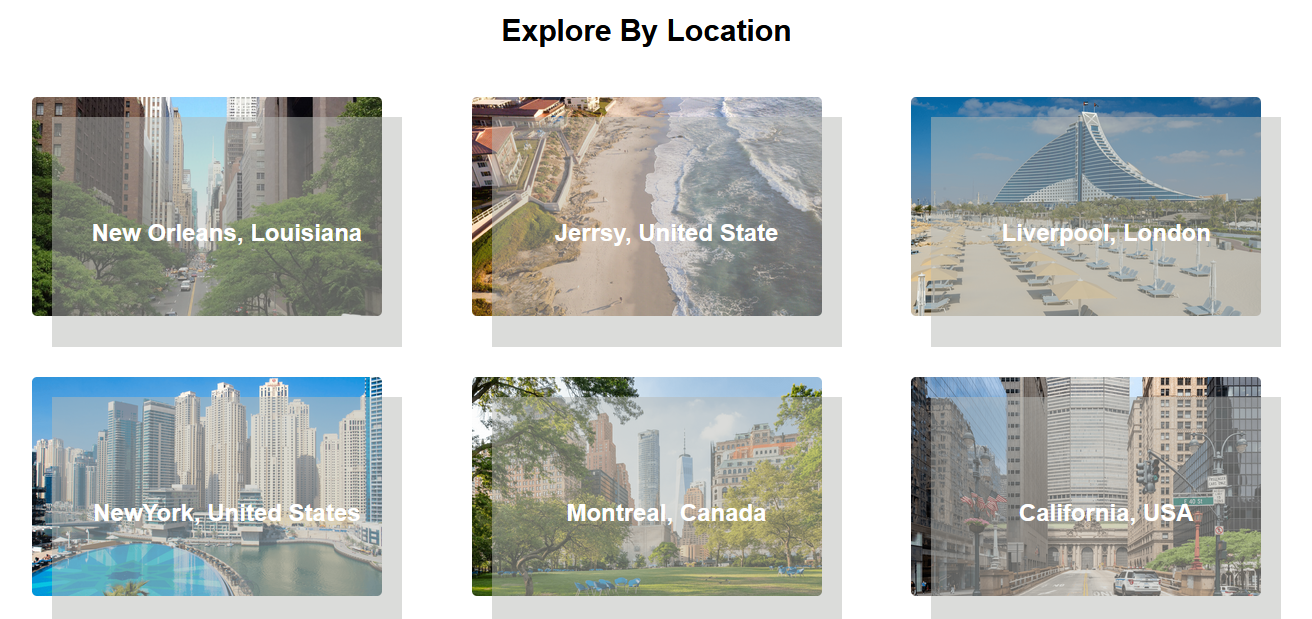 Explore By Location
New Orleans, Louisiana
Jerrsy, United State
Liverpool, London
NewYork, United States
Montreal, Canada
California, USA